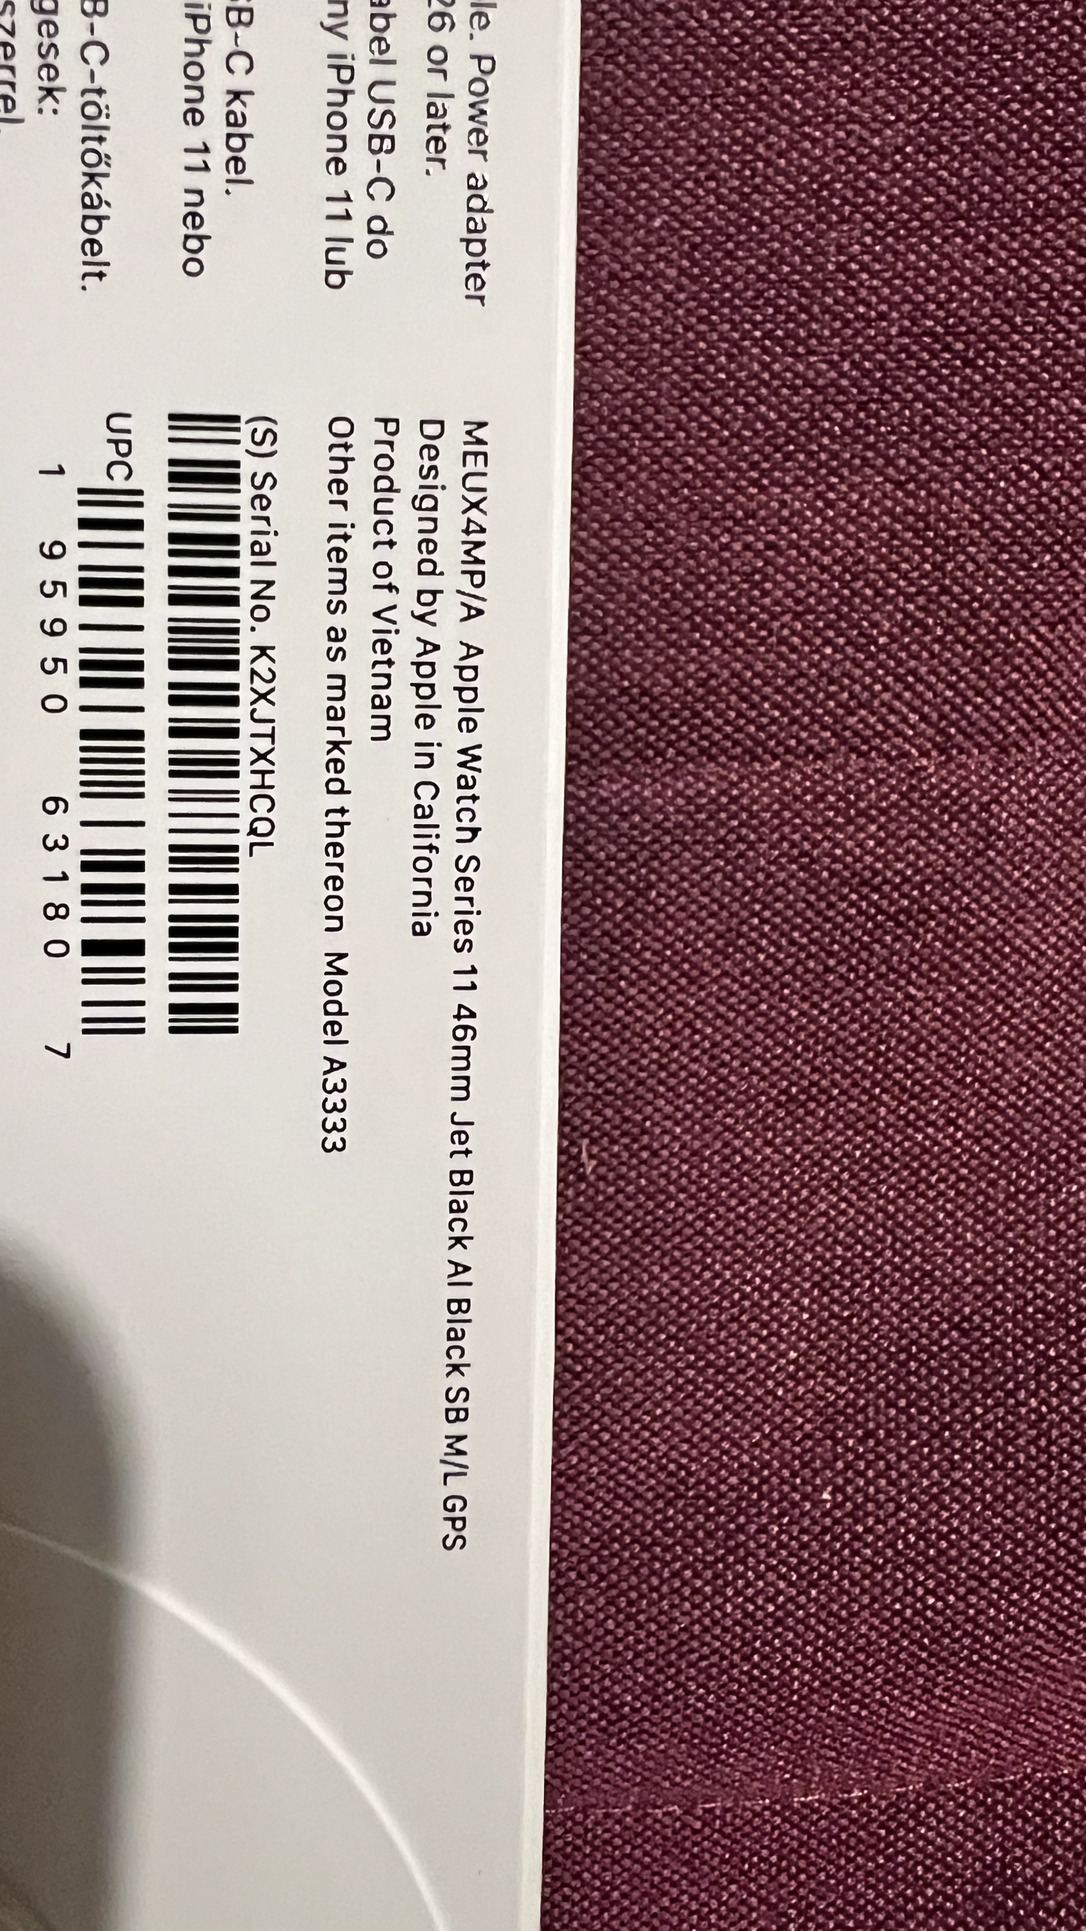 le. Power adapter
26 or later.
abel USB-C do
ny iPhone 11 lub
B-C kabel.
iPhone 11 nebo
B-C-töltőkábelt.
gesek:
szerrel.
MEUX4MP/A Apple Watch Series 11 46mm Jet Black Al Black SB M/L GPS
Designed by Apple in California
Product of Vietnam
Other items as marked thereon Model A3333
(S) Serial No. K2XJTXHCQL
UPC
1 95950 63180 7